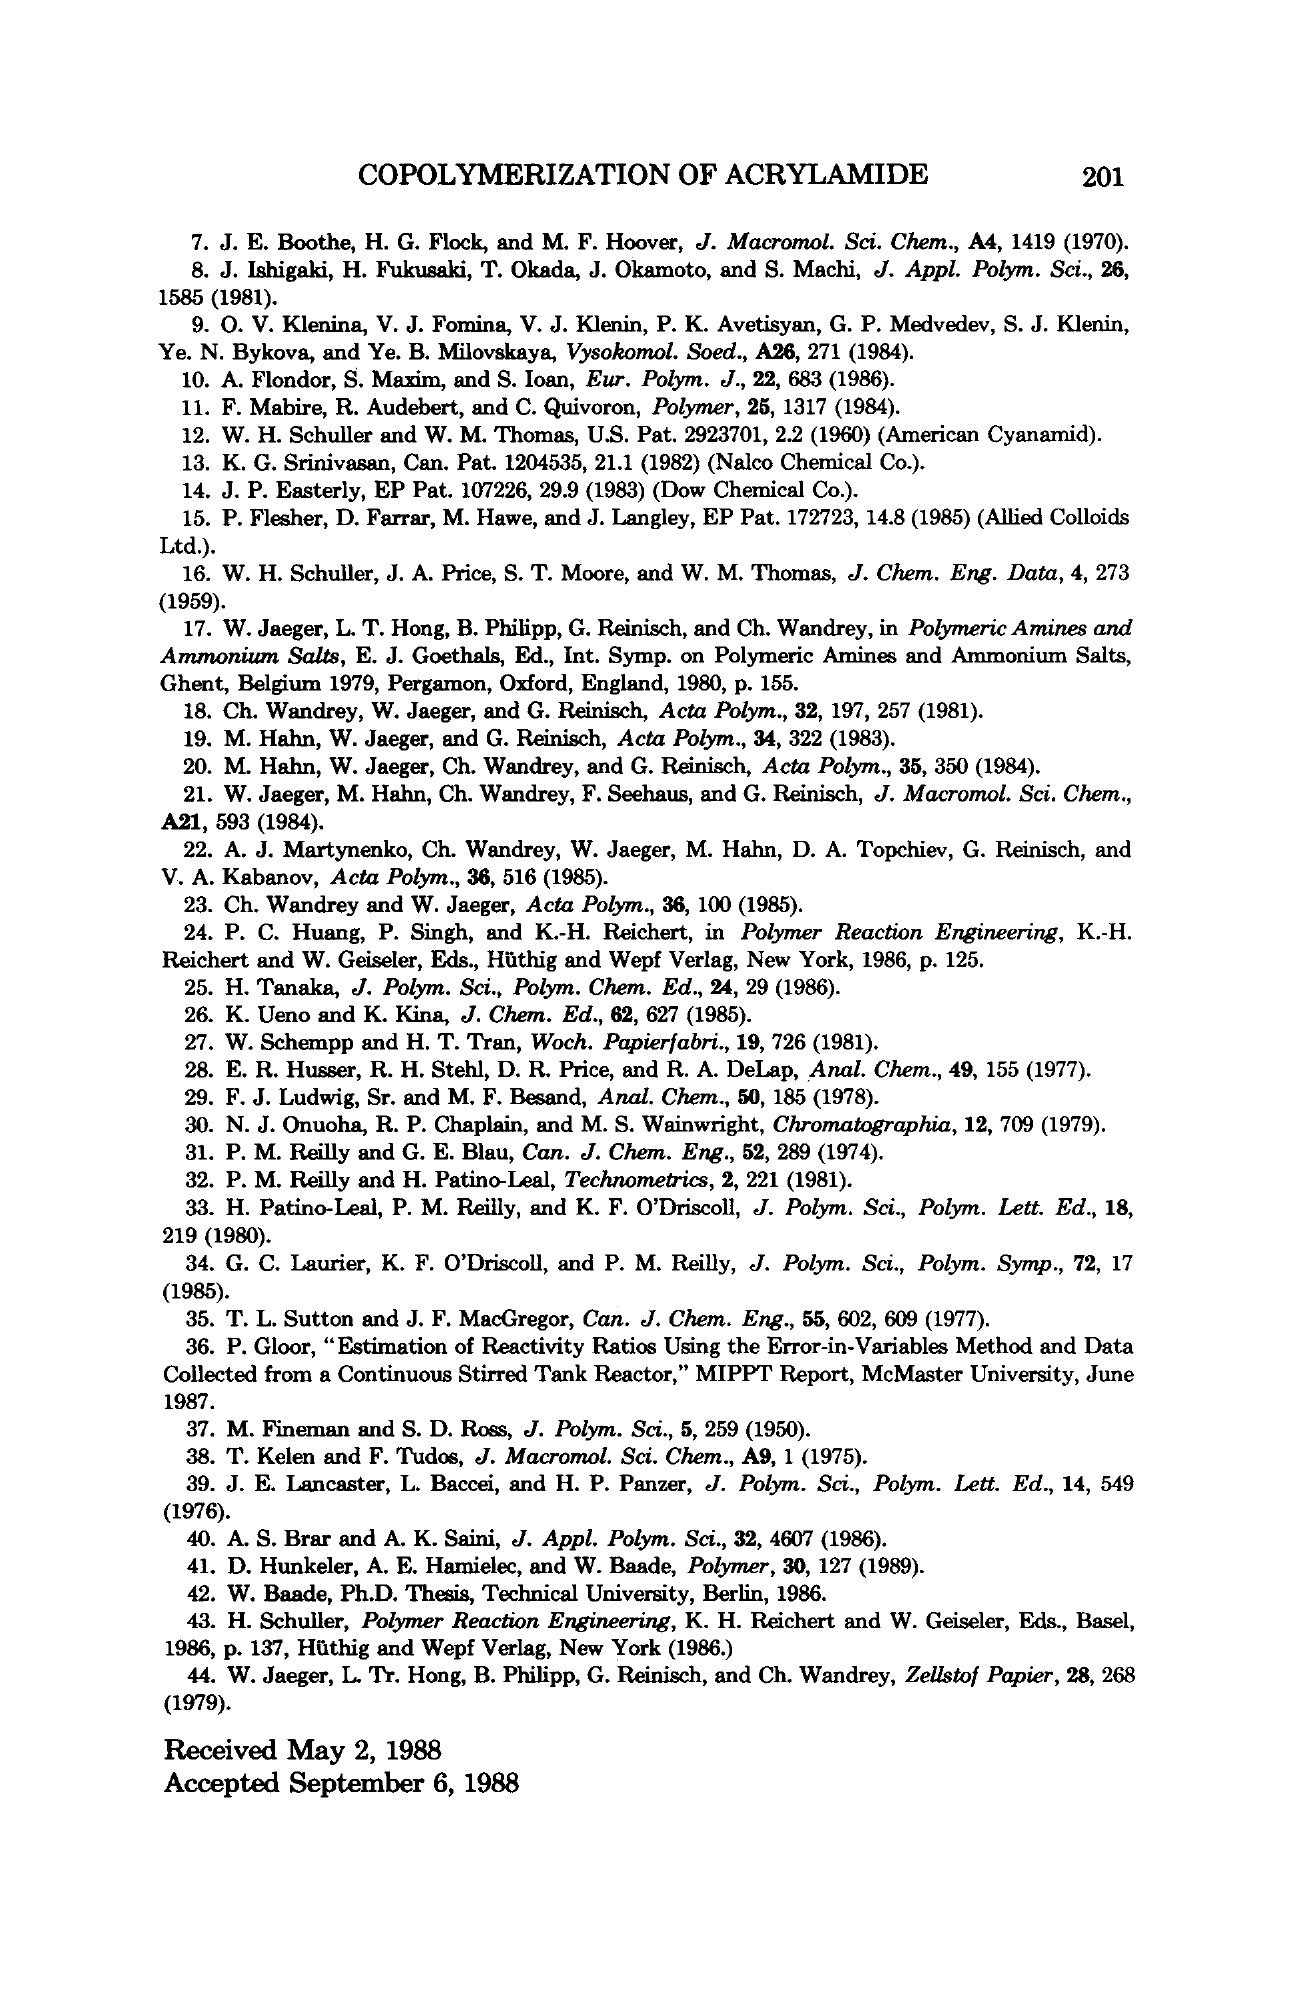 COPOLYMERIZATION OF ACRYLAMIDE 201
7. J. E. Boothe, H. G. Flock, and M. F. Hoover, J. Macromol. Sci. Chem., A4, 1419 (1970).
8. J. Ishigaki, H. Fukusaki, T. Okada, J. Okamoto, and S. Machi, J. Appl. Polym. Sci., 26,
1585 (1981).
9. O. V. Klenina, V. J. Fomina, V. J. Klenin, P. K. Avetisyan, G. P. Medvedev, S. J. Klenin,
Ye. N. Bykova, and Ye. B. Milovskaya, Vysokomol. Soed., A26, 271 (1984).
10. A. Flondor, S. Maxim, and S. Ioan, Eur. Polym. J., 22, 683 (1986).
11. F. Mabire, R. Audebert, and C. Quivoron, Polymer, 25, 1317 (1984).
12. W. H. Schuller and W. M. Thomas, U.S. Pat. 2923701, 2.2 (1960) (American Cyanamid).
13. K. G. Srinivasan, Can. Pat. 1204535, 21.1 (1982) (Nalco Chemical Co.).
14. J. P. Easterly, EP Pat. 107226, 29.9 (1983) (Dow Chemical Co.).
15. P. Flesher, D. Farrar, M. Hawe, and J. Langley, EP Pat. 172723, 14.8 (1985) (Allied Colloids
Ltd.).
16. W. H. Schuller, J. A. Price, S. T. Moore, and W. M. Thomas, J. Chem. Eng. Data, 4, 273
(1959).
17. W. Jaeger, L. T. Hong, B. Philipp, G. Reinisch, and Ch. Wandrey, in Polymeric Amines and
Ammonium Salts, E. J. Goethals, Ed., Int. Symp. on Polymeric Amines and Ammonium Salts,
Ghent, Belgium 1979, Pergamon, Oxford, England, 1980, p. 155.
18. Ch. Wandrey, W. Jaeger, and G. Reinisch, Acta Polym., 32, 197, 257 (1981).
19. M. Hahn, W. Jaeger, and G. Reinisch, Acta Polym., 34, 322 (1983).
20. M. Hahn, W. Jaeger, Ch. Wandrey, and G. Reinisch, Acta Polym., 35, 350 (1984).
21. W. Jaeger, M. Hahn, Ch. Wandrey, F. Seehaus, and G. Reinisch, J. Macromol. Sci. Chem.,
A21, 593 (1984).
22. A. J. Martynenko, Ch. Wandrey, W. Jaeger, M. Hahn, D. A. Topchiev, G. Reinisch, and
V. A. Kabanov, Acta Polym., 36, 516 (1985).
23. Ch. Wandrey and W. Jaeger, Acta Polym., 36, 100 (1985).
24. P. C. Huang, P. Singh, and K.-H. Reichert, in Polymer Reaction Engineering, K.-H.
Reichert and W. Geiseler, Eds., Hüthig and Wepf Verlag, New York, 1986, p. 125.
25. H. Tanaka, J. Polym. Sci., Polym. Chem. Ed., 24, 29 (1986).
26. K. Ueno and K. Kina, J. Chem. Ed., 62, 627 (1985).
27. W. Schempp and H. T. Tran, Woch. Papierfabri., 19, 726 (1981).
28. E. R. Husser, R. H. Stehl, D. R. Price, and R. A. DeLap, Anal. Chem., 49, 155 (1977).
29. F. J. Ludwig, Sr. and M. F. Besand, Anal. Chem., 50, 185 (1978).
30. N. J. Onuoha, R. P. Chaplain, and M. S. Wainwright, Chromatographia, 12, 709 (1979).
31. P. M. Reilly and G. E. Blau, Can. J. Chem. Eng., 52, 289 (1974).
32. P. M. Reilly and H. Patino-Leal, Technometrics, 2, 221 (1981).
33. H. Patino-Leal, P. M. Reilly, and K. F. O'Driscoll, J. Polym. Sci., Polym. Lett. Ed., 18,
219 (1980).
34. G. C. Laurier, K. F. O'Driscoll, and P. M. Reilly, J. Polym. Sci., Polym. Symp., 72, 17
(1985).
35. T. L. Sutton and J. F. MacGregor, Can. J. Chem. Eng., 55, 602, 609 (1977).
36. P. Gloor, "Estimation of Reactivity Ratios Using the Error-in-Variables Method and Data
Collected from a Continuous Stirred Tank Reactor," MIPPT Report, McMaster University, June
1987.
37. M. Fineman and S. D. Ross, J. Polym. Sci., 5, 259 (1950).
38. T. Kelen and F. Tudos, J. Macromol. Sci. Chem., A9, 1 (1975).
39. J. E. Lancaster, L. Baccei, and H. P. Panzer, J. Polym. Sci., Polym. Lett. Ed., 14, 549
(1976).
40. A. S. Brar and A. K. Saini, J. Appl. Polym. Sci., 32, 4607 (1986).
41. D. Hunkeler, A. E. Hamielec, and W. Baade, Polymer, 30, 127 (1989).
42. W. Baade, Ph.D. Thesis, Technical University, Berlin, 1986.
43. H. Schuller, Polymer Reaction Engineering, K. H. Reichert and W. Geiseler, Eds., Basel,
1986, p. 137, Hüthig and Wepf Verlag, New York (1986.)
44. W. Jaeger, L. Tr. Hong, B. Philipp, G. Reinisch, and Ch. Wandrey, Zellstof Papier, 28, 268
(1979).
Received May 2, 1988
Accepted September 6, 1988